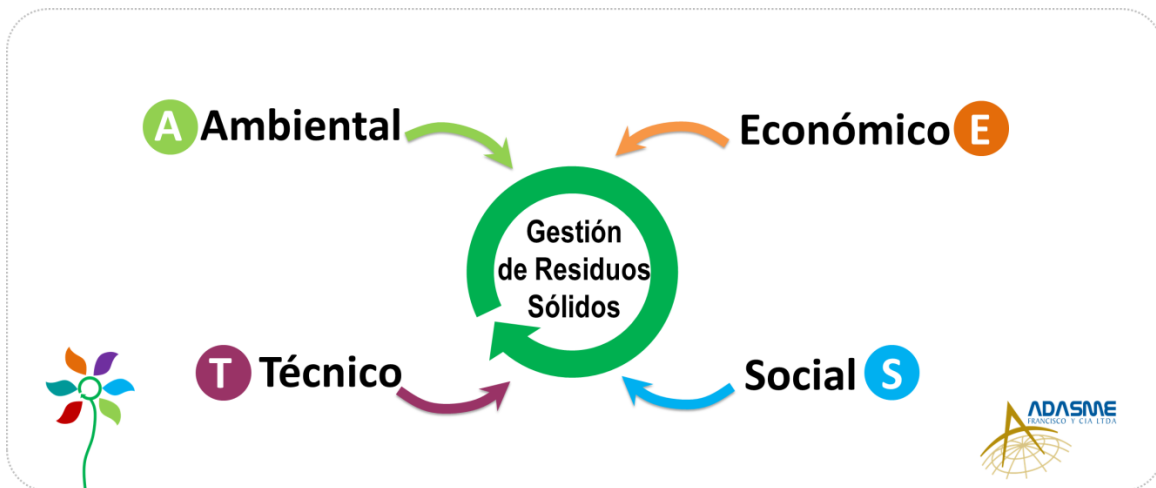 A Ambiental
Económico E
Gestión
de Residuos
Sólidos
T Técnico
Social S
ADASME
FRANCISCO Y CIA LTDA